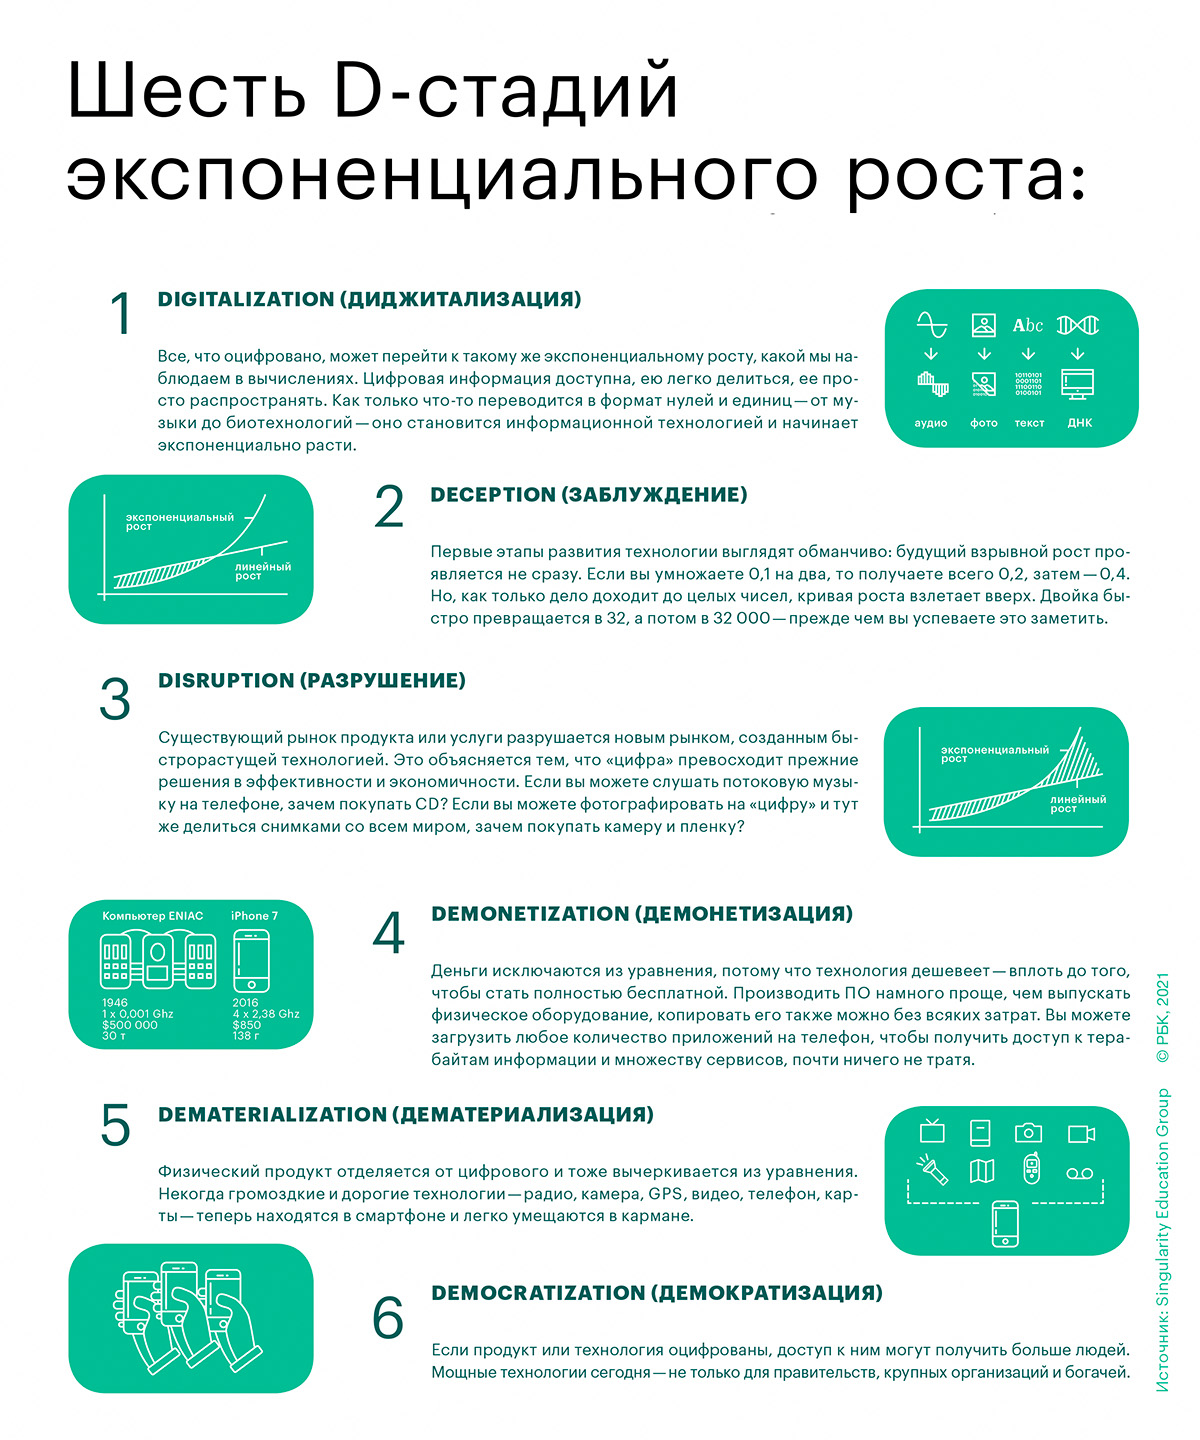 Шесть D-стадий
экспоненциального роста:
1
DIGITALIZATION (ДИДЖИТАЛИЗАЦИЯ)
Все, что оцифровано, может перейти к такому же экспоненциальному росту, какой мы на-
блюдаем в вычислениях. Цифровая информация доступна, ею легко делиться, ее про-
сто распространять. Как только что-то переводится в формат нулей и единиц — от му-
зыки до биотехнологий — оно становится информационной технологией и начинает
экспоненциально расти.
Abc
10110101
0001101
11100110
0100101
аудио фото текст ДНК
экспоненциальный
рост
линейный
рост
2
DECEPTION (ЗАБЛУЖДЕНИЕ)
Первые этапы развития технологии выглядят обманчиво: будущий взрывной рост про-
является не сразу. Если вы умножаете 0,1 на два, то получаете всего 0,2, затем — 0,4.
Но, как только дело доходит до целых чисел, кривая роста взлетает вверх. Двойка бы-
стро превращается в 32, а потом в 32 000 — прежде чем вы успеваете это заметить.
3
DISRUPTION (РАЗРУШЕНИЕ)
Существующий рынок продукта или услуги разрушается новым рынком, созданным бы-
строрастущей технологией. Это объясняется тем, что «цифра» превосходит прежние
решения в эффективности и экономичности. Если вы можете слушать потоковую музы-
ку на телефоне, зачем покупать CD? Если вы можете фотографировать на «цифру» и тут
же делиться снимками со всем миром, зачем покупать камеру и пленку?
экспоненциальный
рост
линейный
рост
Компьютер ENIAC iPhone 7
1946 2016
1 x 0,001 Ghz 4 x 2,38 Ghz
$500 000 $850
30 т 138 г
4
DEMONETIZATION (ДЕМОНЕТИЗАЦИЯ)
Деньги исключаются из уравнения, потому что технология дешевеет — вплоть до того,
чтобы стать полностью бесплатной. Производить ПО намного проще, чем выпускать
физическое оборудование, копировать его также можно без всяких затрат. Вы можете
загрузить любое количество приложений на телефон, чтобы получить доступ к тера-
байтам информации и множеству сервисов, почти ничего не тратя.
5
DEMATERIALIZATION (ДЕМАТЕРИАЛИЗАЦИЯ)
Физический продукт отделяется от цифрового и тоже вычеркивается из уравнения.
Некогда громоздкие и дорогие технологии — радио, камера, GPS, видео, телефон, кар-
ты — теперь находятся в смартфоне и легко умещаются в кармане.
6
DEMOCRATIZATION (ДЕМОКРАТИЗАЦИЯ)
Если продукт или технология оцифрованы, доступ к ним могут получить больше людей.
Мощные технологии сегодня — не только для правительств, крупных организаций и богачей.
Источник: Singularity Education Group © РБК, 2021